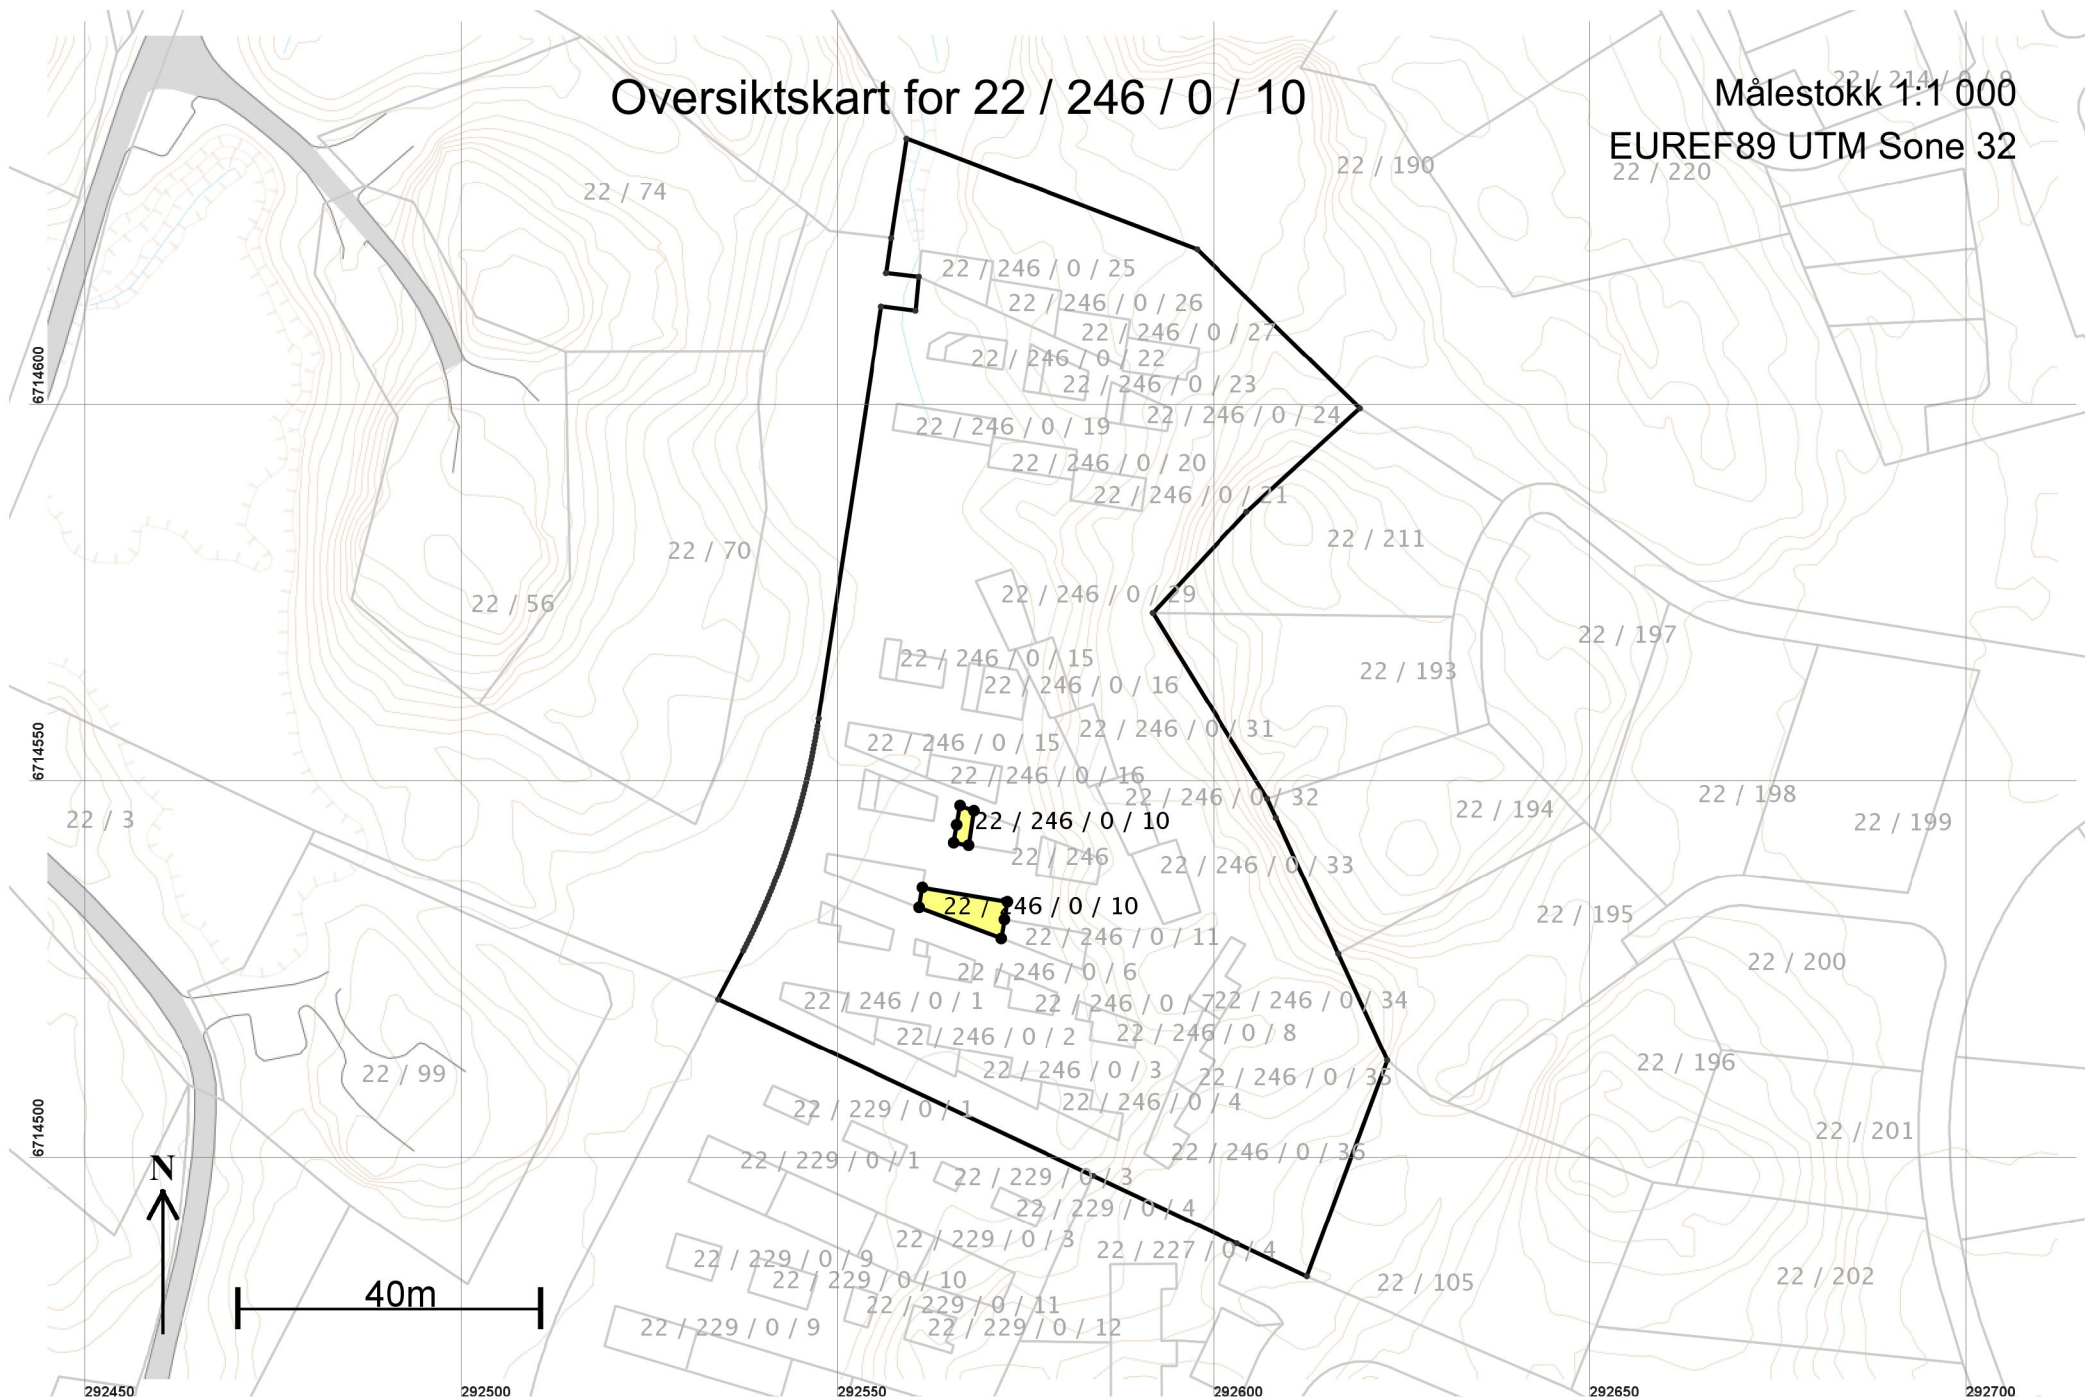 Oversiktskart for 22 / 246 / 0 / 10
Målestokk 1:1 000
EUREF89 UTM Sone 32
22 / 214 / 0 / 8
22 / 190
22 / 220
22 / 74
22 / 246 / 0 / 25
22 / 246 / 0 / 26
22 / 246 / 0 / 27
22 / 246 / 0 / 22
22 / 246 / 0 / 23
6714600
22 / 246 / 0 / 24
22 / 246 / 0 / 19
22 / 246 / 0 / 20
22 / 246 / 0 / 21
22 / 211
22 / 70
22 / 56
22 / 246 / 0 / 29
22 / 197
22 / 246 / 0 / 15
22 / 193
22 / 246 / 0 / 16
22 / 246 / 0 / 31
22 / 246 / 0 / 15
6714550
22 / 246 / 0 / 16
22 / 246 / 0 / 32
22 / 198
22 / 194
22 / 3
22 / 246 / 0 / 10
22 / 199
22 / 246
22 / 246 / 0 / 33
22 / 246 / 0 / 10
22 / 195
22 / 246 / 0 / 11
22 / 200
22 / 246 / 0 / 6
22 / 246 / 0 / 1
22 / 246 / 0 / 7
22 / 246 / 0 / 34
22 / 246 / 0 / 2
22 / 246 / 0 / 8
22 / 196
22 / 99
22 / 246 / 0 / 3
22 / 246 / 0 / 35
22 / 246 / 0 / 4
22 / 229 / 0 / 1
6714500
22 / 201
22 / 246 / 0 / 36
22 / 229 / 0 / 1
N
22 / 229 / 0 / 3
22 / 229 / 0 / 4
22 / 229 / 0 / 3
22 / 227 / 0 / 4
22 / 229 / 0 / 9
22 / 229 / 0 / 10
22 / 105
22 / 202
40m
22 / 229 / 0 / 11
22 / 229 / 0 / 9
22 / 229 / 0 / 12
292450
292500
292550
292600
292650
292700